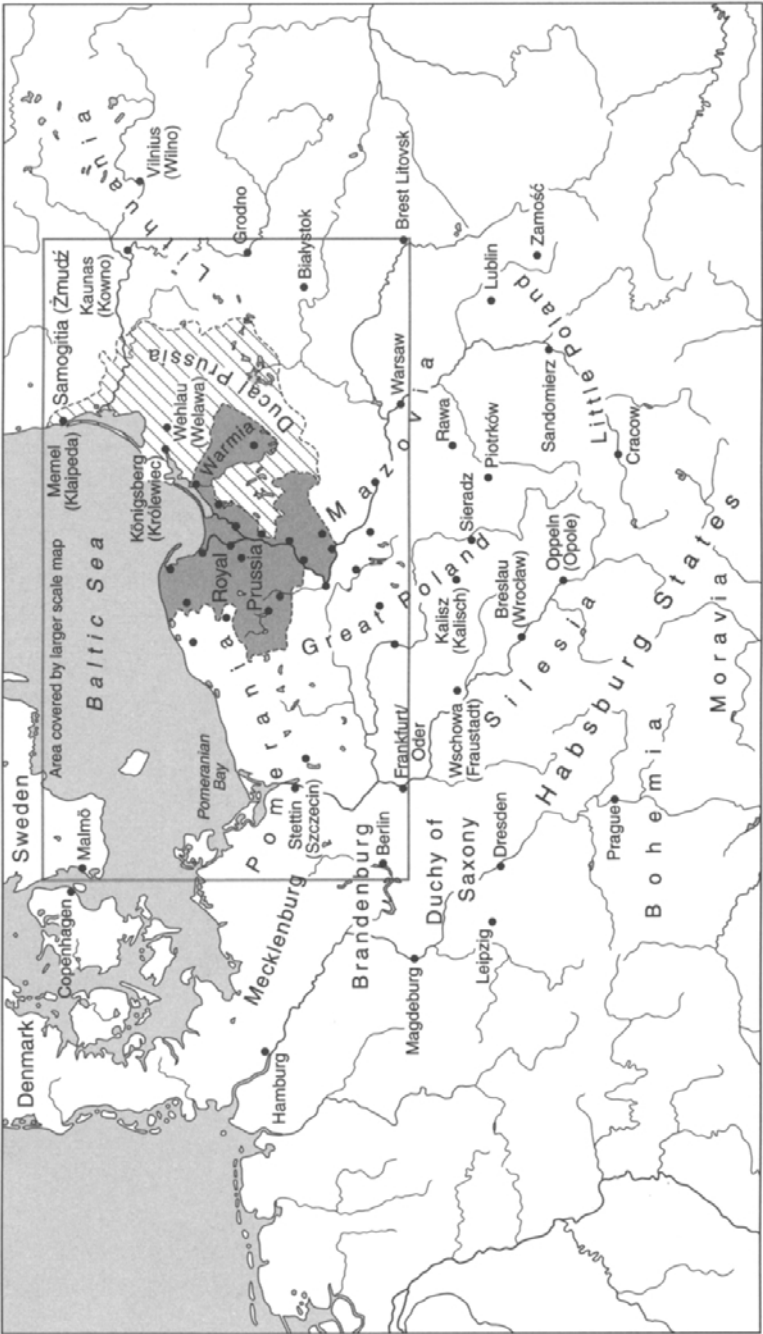 Denmark
Sweden
Copenhagen
Malmö
Area covered by larger scale map
Baltic Sea
Memel
(Klaipeda)
Samogitia (Żmudź
Kaunas
(Kowno)
Lithuania
Vilnius
(Wilno)
Königsberg
(Królewiec)
Wehlau
(Welawa)
Ducal Prussia
Warmia
Royal
Prussia
Grodno
Białystok
Pomeranian
Bay
Pomerania
Stettin
(Szczecin)
Hamburg
Mecklenburg
Brandenburg
Berlin
Frankfurt/
Oder
Great Poland
Mazovia
Warsaw
Brest Litovsk
Magdeburg
Duchy of
Saxony
Leipzig
Dresden
Wschowa
(Fraustadt)
Kalisz
(Kalisch)
Sieradz
Rawa
Piotrków
Lublin
Zamość
Breslau
(Wrocław)
Silesia
Oppeln
(Opole)
Sandomierz
Little Poland
Cracow
Habsburg States
Prague
Bohemia
Moravia